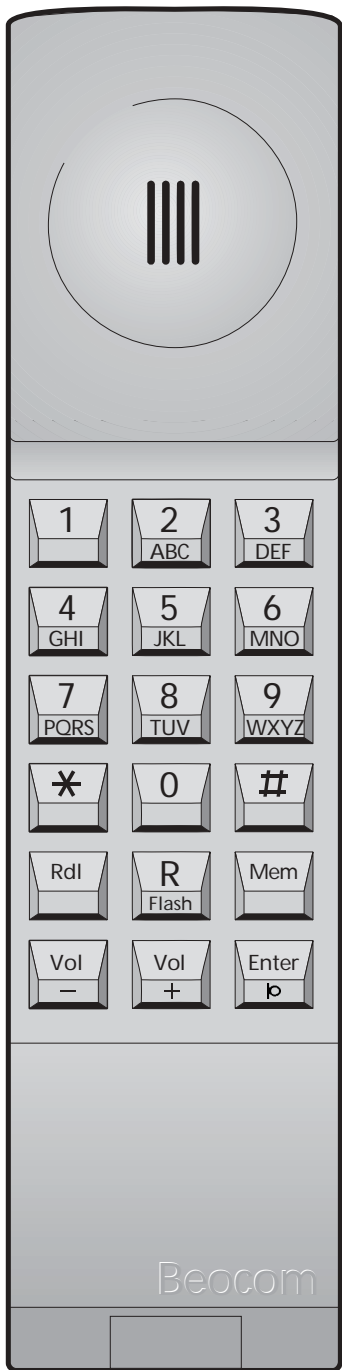 1 2 3
ABC DEF
4 5 6
GHI JKL MNO
7 8 9
PQRS TUV WXYZ
* 0 #
Rdl R Mem
Flash
Vol Vol Enter
− +
Beocom